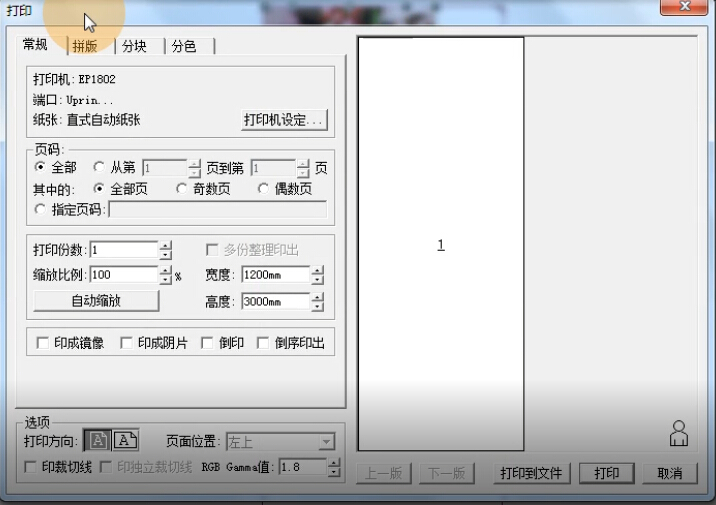 打印
常规 拼版 分块 分色
打印机: EP1802
端口: Uprin...
纸张: 直式自动纸张
打印机设定...
页码:
全部 从第 1 页到第 1 页
其中的: 全部页 奇数页 偶数页
指定页码:
打印份数: 1 多份整理印出
缩放比例: 100 % 宽度: 1200mm
自动缩放 高度: 3000mm
印成镜像 印成阴片 倒印 倒序印出
1
选项
打印方向: A A 页面位置: 左上
印裁切线 印独立裁切线 RGB Gamma值: 1.8
上一版 下一版 打印到文件 打印 取消